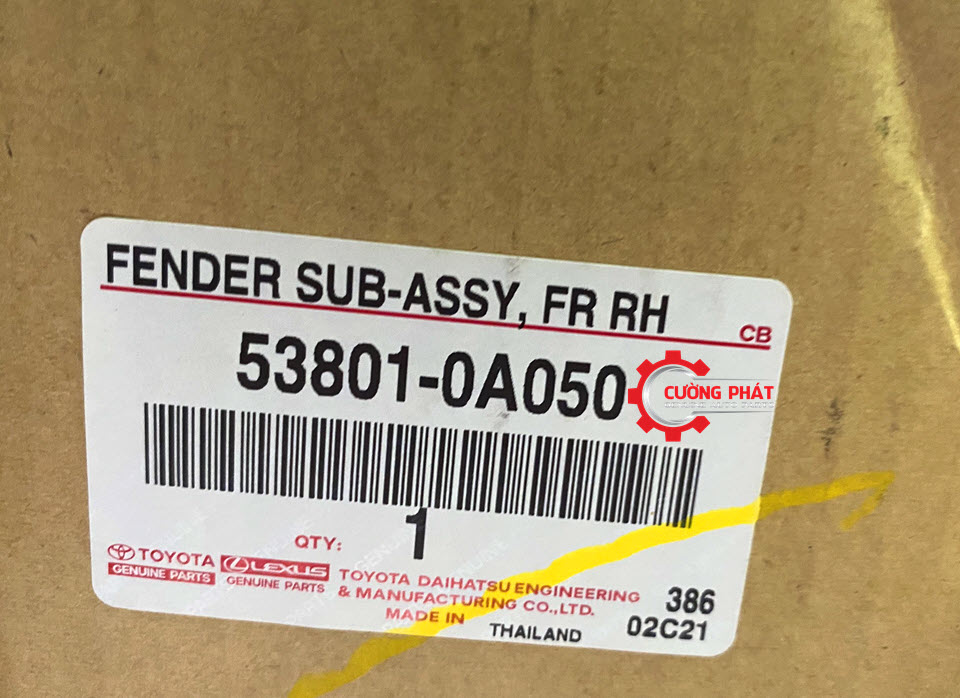 FENDER SUB-ASSY, FR RH
CB
53801-0A050
CƯỜNG PHÁT
QTY: 1
TOYOTA
GENUINE PARTS
LEXUS
GENUINE PARTS
TOYOTA DAIHATSU ENGINEERING
& MANUFACTURING CO., LTD.
MADE IN THAILAND
386
02C21